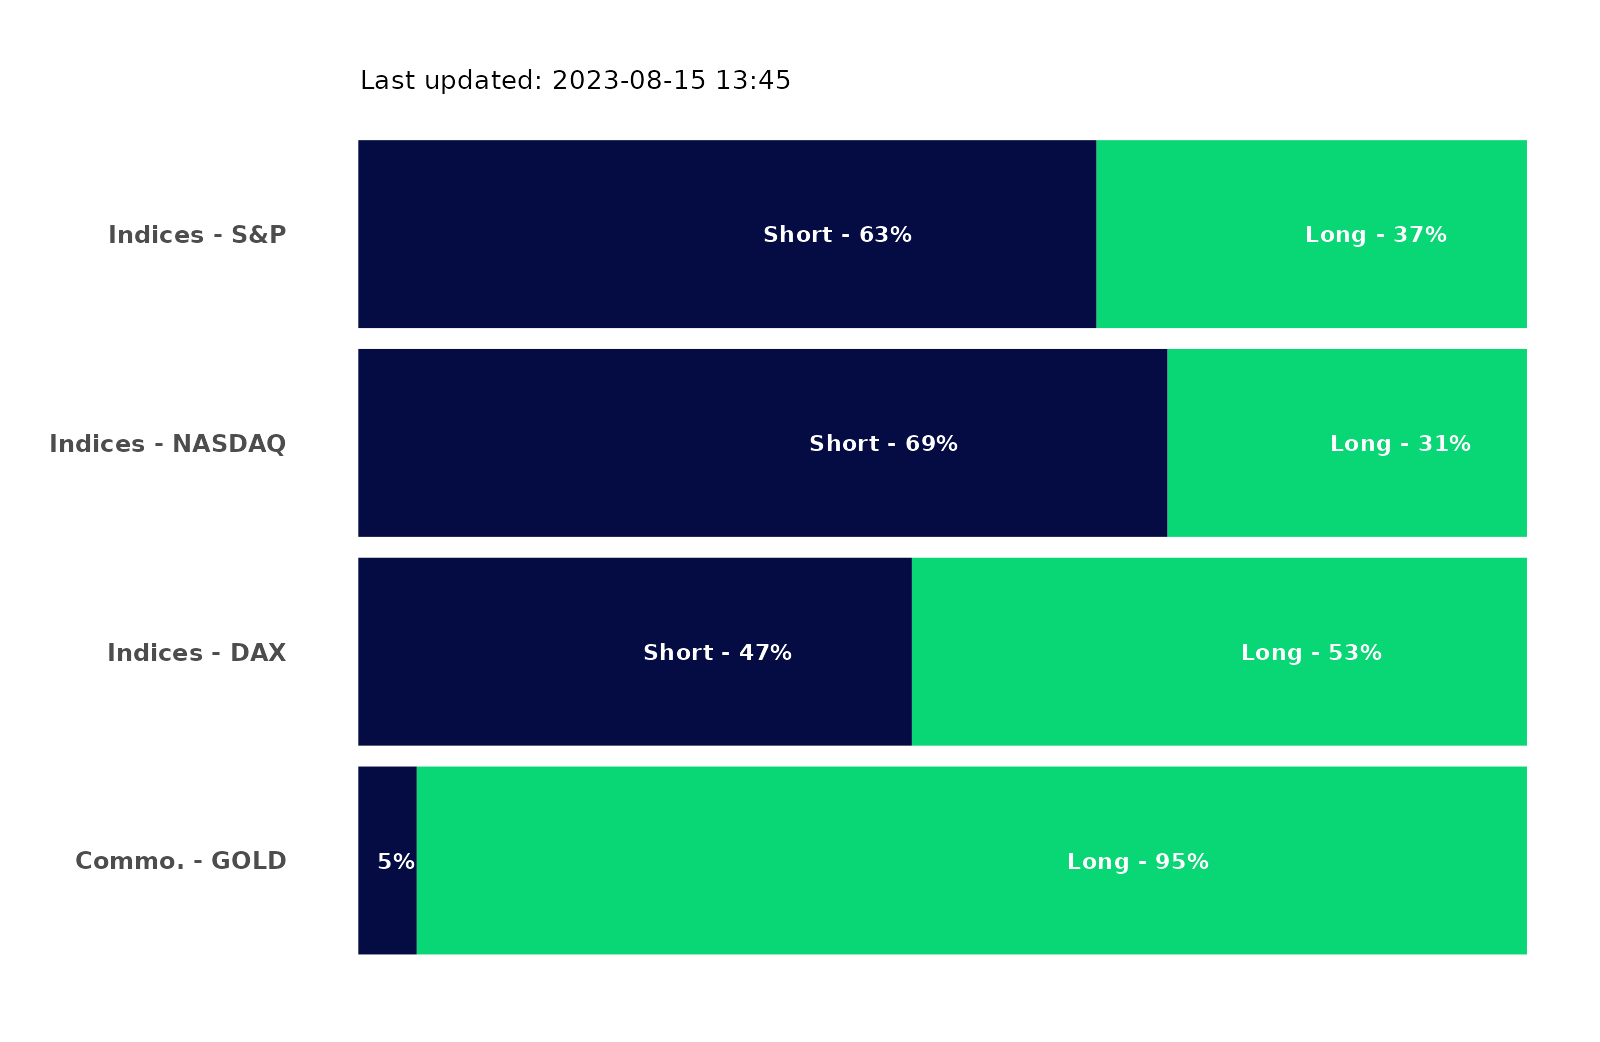 Last updated: 2023-08-15 13:45
Indices - S&P Short - 63% Long - 37%
Indices - NASDAQ Short - 69% Long - 31%
Indices - DAX Short - 47% Long - 53%
Commo. - GOLD 5% Long - 95%